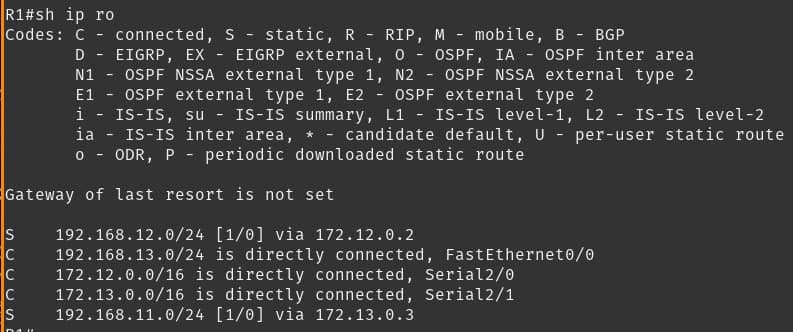 R1#sh ip ro
Codes: C - connected, S - static, R - RIP, M - mobile, B - BGP
       D - EIGRP, EX - EIGRP external, O - OSPF, IA - OSPF inter area
       N1 - OSPF NSSA external type 1, N2 - OSPF NSSA external type 2
       E1 - OSPF external type 1, E2 - OSPF external type 2
       i - IS-IS, su - IS-IS summary, L1 - IS-IS level-1, L2 - IS-IS level-2
       ia - IS-IS inter area, * - candidate default, U - per-user static route
       o - ODR, P - periodic downloaded static route

Gateway of last resort is not set

S    192.168.12.0/24 [1/0] via 172.12.0.2
C    192.168.13.0/24 is directly connected, FastEthernet0/0
C    172.12.0.0/16 is directly connected, Serial2/0
C    172.13.0.0/16 is directly connected, Serial2/1
S    192.168.11.0/24 [1/0] via 172.13.0.3
R1#